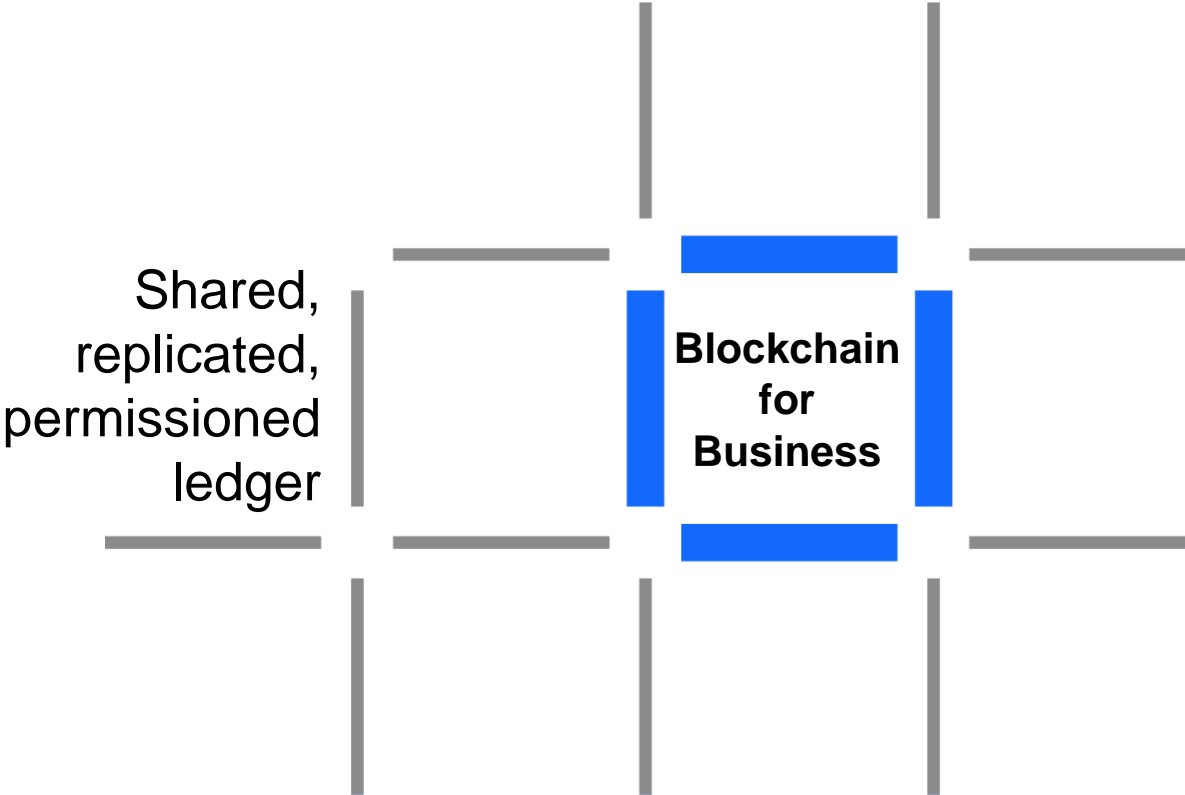 Shared,
replicated,
permissioned
ledger
Blockchain
for
Business